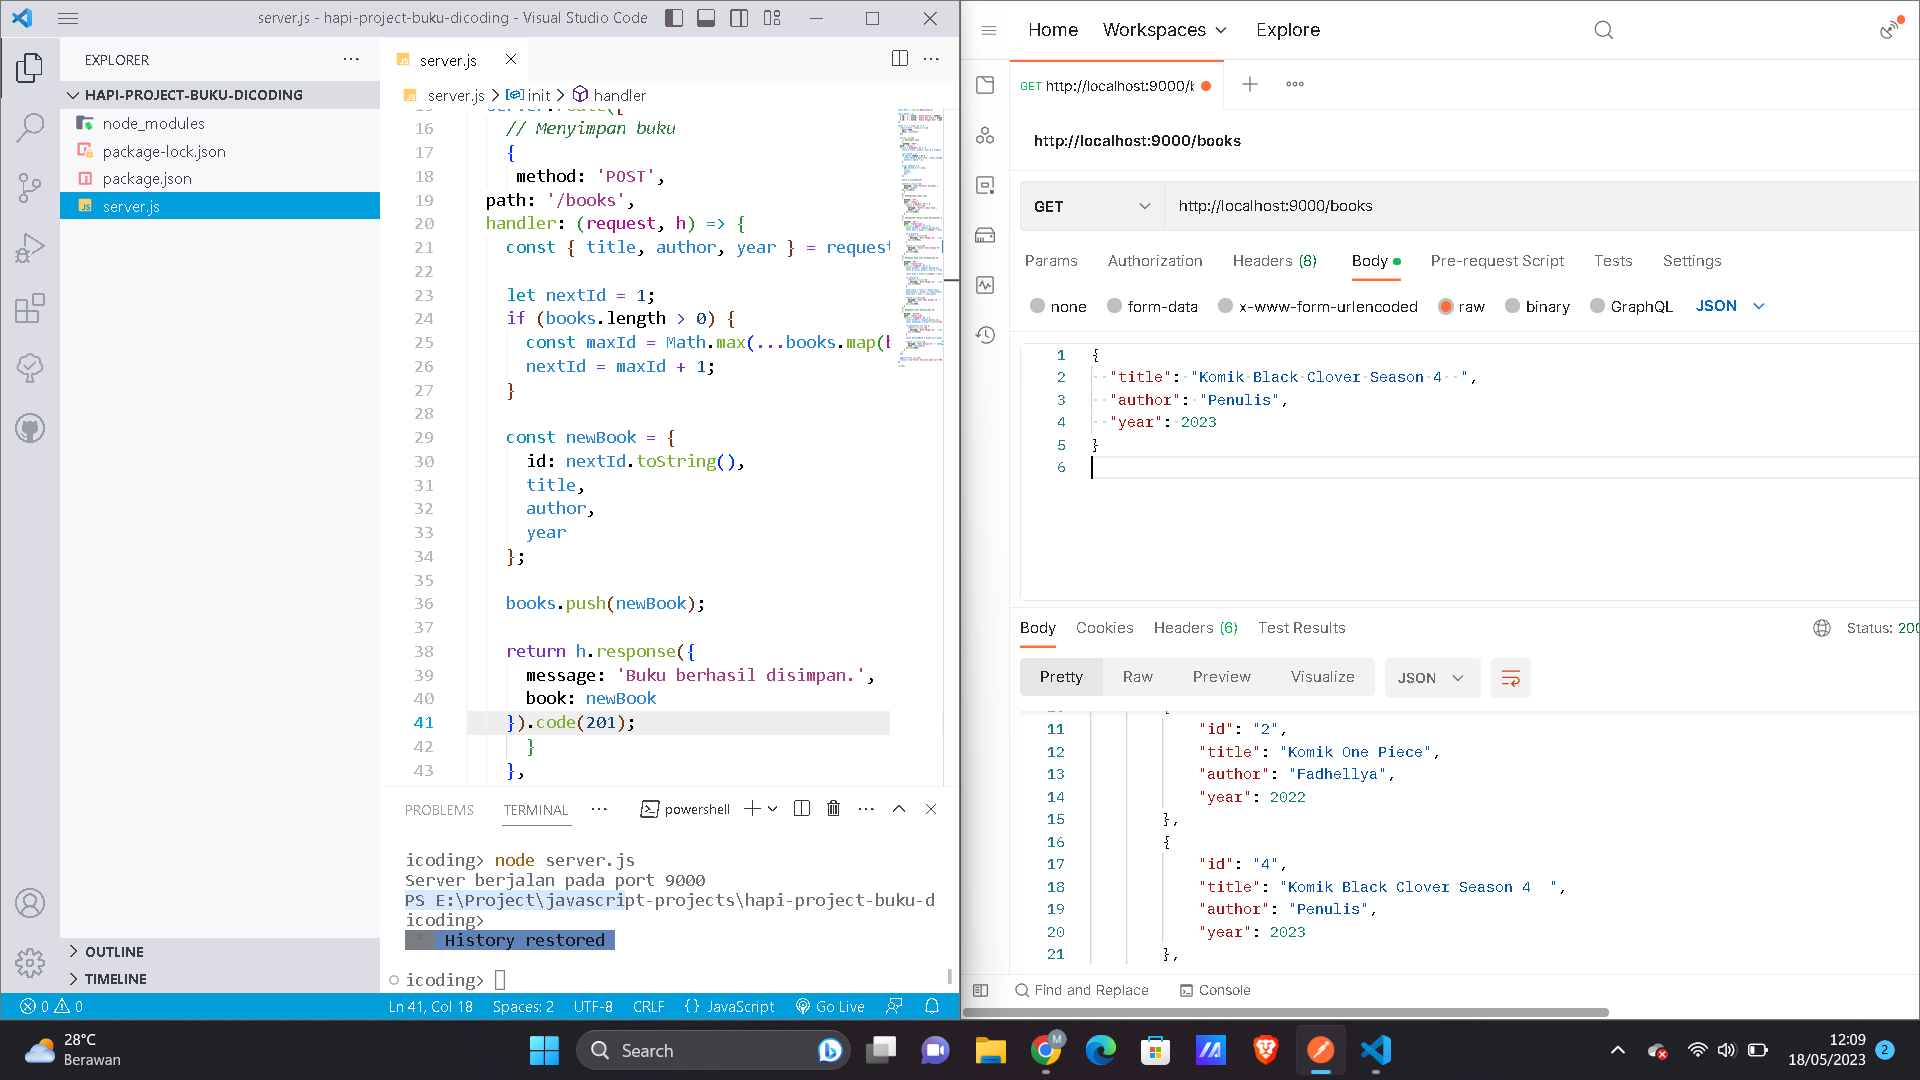 server.js - hapi-project-buku-dicoding - Visual Studio Code
EXPLORER
HAPI-PROJECT-BUKU-DICODING
node_modules
package-lock.json
package.json
server.js
OUTLINE
TIMELINE
server.js
server.js > init > handler
16 // Menyimpan buku
17 {
18 method: 'POST',
19 path: '/books',
20 handler: (request, h) => {
21 const { title, author, year } = request
22
23 let nextId = 1;
24 if (books.length > 0) {
25 const maxId = Math.max(...books.map(b
26 nextId = maxId + 1;
27 }
28
29 const newBook = {
30 id: nextId.toString(),
31 title,
32 author,
33 year
34 };
35
36 books.push(newBook);
37
38 return h.response({
39 message: 'Buku berhasil disimpan.',
40 book: newBook
41 }).code(201);
42 }
43 },
PROBLEMS TERMINAL powershell
icoding> node server.js
Server berjalan pada port 9000
PS E:\Project\javascript-projects\hapi-project-buku-d
icoding>
* History restored
icoding>
0 0 Ln 41, Col 18 Spaces: 2 UTF-8 CRLF {} JavaScript Go Live
Home Workspaces Explore
GET http://localhost:9000/b
http://localhost:9000/books
GET http://localhost:9000/books
Params Authorization Headers (8) Body Pre-request Script Tests Settings
none form-data x-www-form-urlencoded raw binary GraphQL JSON
1 {
2 "title": "Komik Black Clover Season 4  ",
3 "author": "Penulis",
4 "year": 2023
5 }
6
Body Cookies Headers (6) Test Results Status: 200
Pretty Raw Preview Visualize JSON
11 "id": "2",
12 "title": "Komik One Piece",
13 "author": "Fadhellya",
14 "year": 2022
15 },
16 {
17 "id": "4",
18 "title": "Komik Black Clover Season 4  ",
19 "author": "Penulis",
20 "year": 2023
21 },
Find and Replace Console
28°C
Berawan
Search
M
12:09
18/05/2023
2